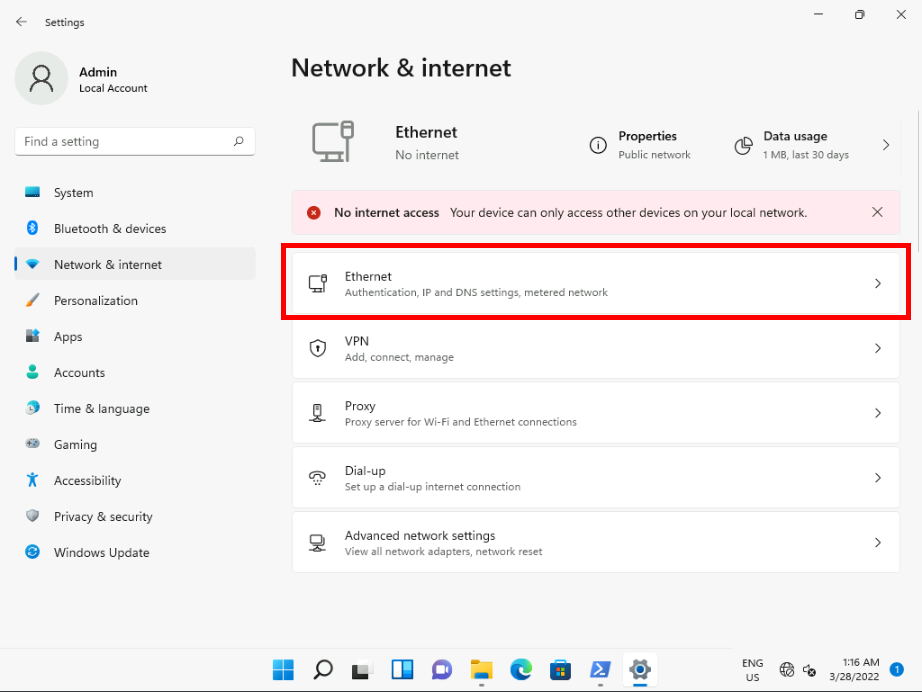 Settings
Admin
Local Account
Find a setting
System
Bluetooth & devices
Network & internet
Personalization
Apps
Accounts
Time & language
Gaming
Accessibility
Privacy & security
Windows Update
Network & internet
Ethernet
No internet
Properties
Public network
Data usage
1 MB, last 30 days
No internet access Your device can only access other devices on your local network.
Ethernet
Authentication, IP and DNS settings, metered network
VPN
Add, connect, manage
Proxy
Proxy server for Wi-Fi and Ethernet connections
Dial-up
Set up a dial-up internet connection
Advanced network settings
View all network adapters, network reset
ENG
US
1:16 AM
3/28/2022
1